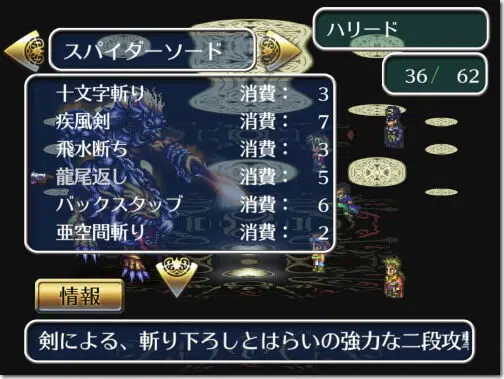 ハリード
スパイダーソード
36/ 62
十文字斬り 消費： 3
疾風剣 消費： 7
飛水断ち 消費： 3
龍尾返し 消費： 5
バックスタッブ 消費： 6
亜空間斬り 消費： 2
情報
剣による、斬り下ろしとはらいの強力な二段攻撃